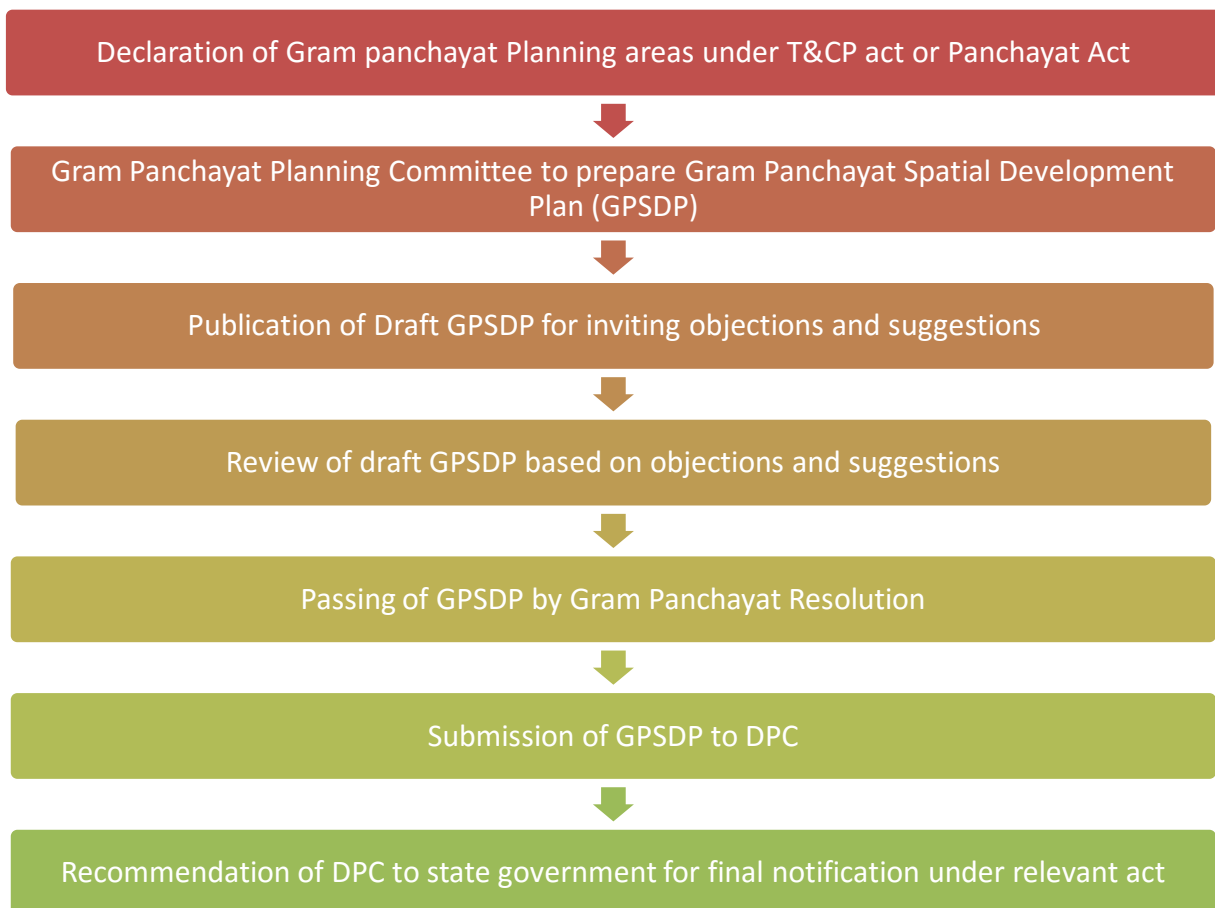 Declaration of Gram panchayat Planning areas under T&CP act or Panchayat Act
Gram Panchayat Planning Committee to prepare Gram Panchayat Spatial Development
Plan (GPSDP)
Publication of Draft GPSDP for inviting objections and suggestions
Review of draft GPSDP based on objections and suggestions
Passing of GPSDP by Gram Panchayat Resolution
Submission of GPSDP to DPC
Recommendation of DPC to state government for final notification under relevant act